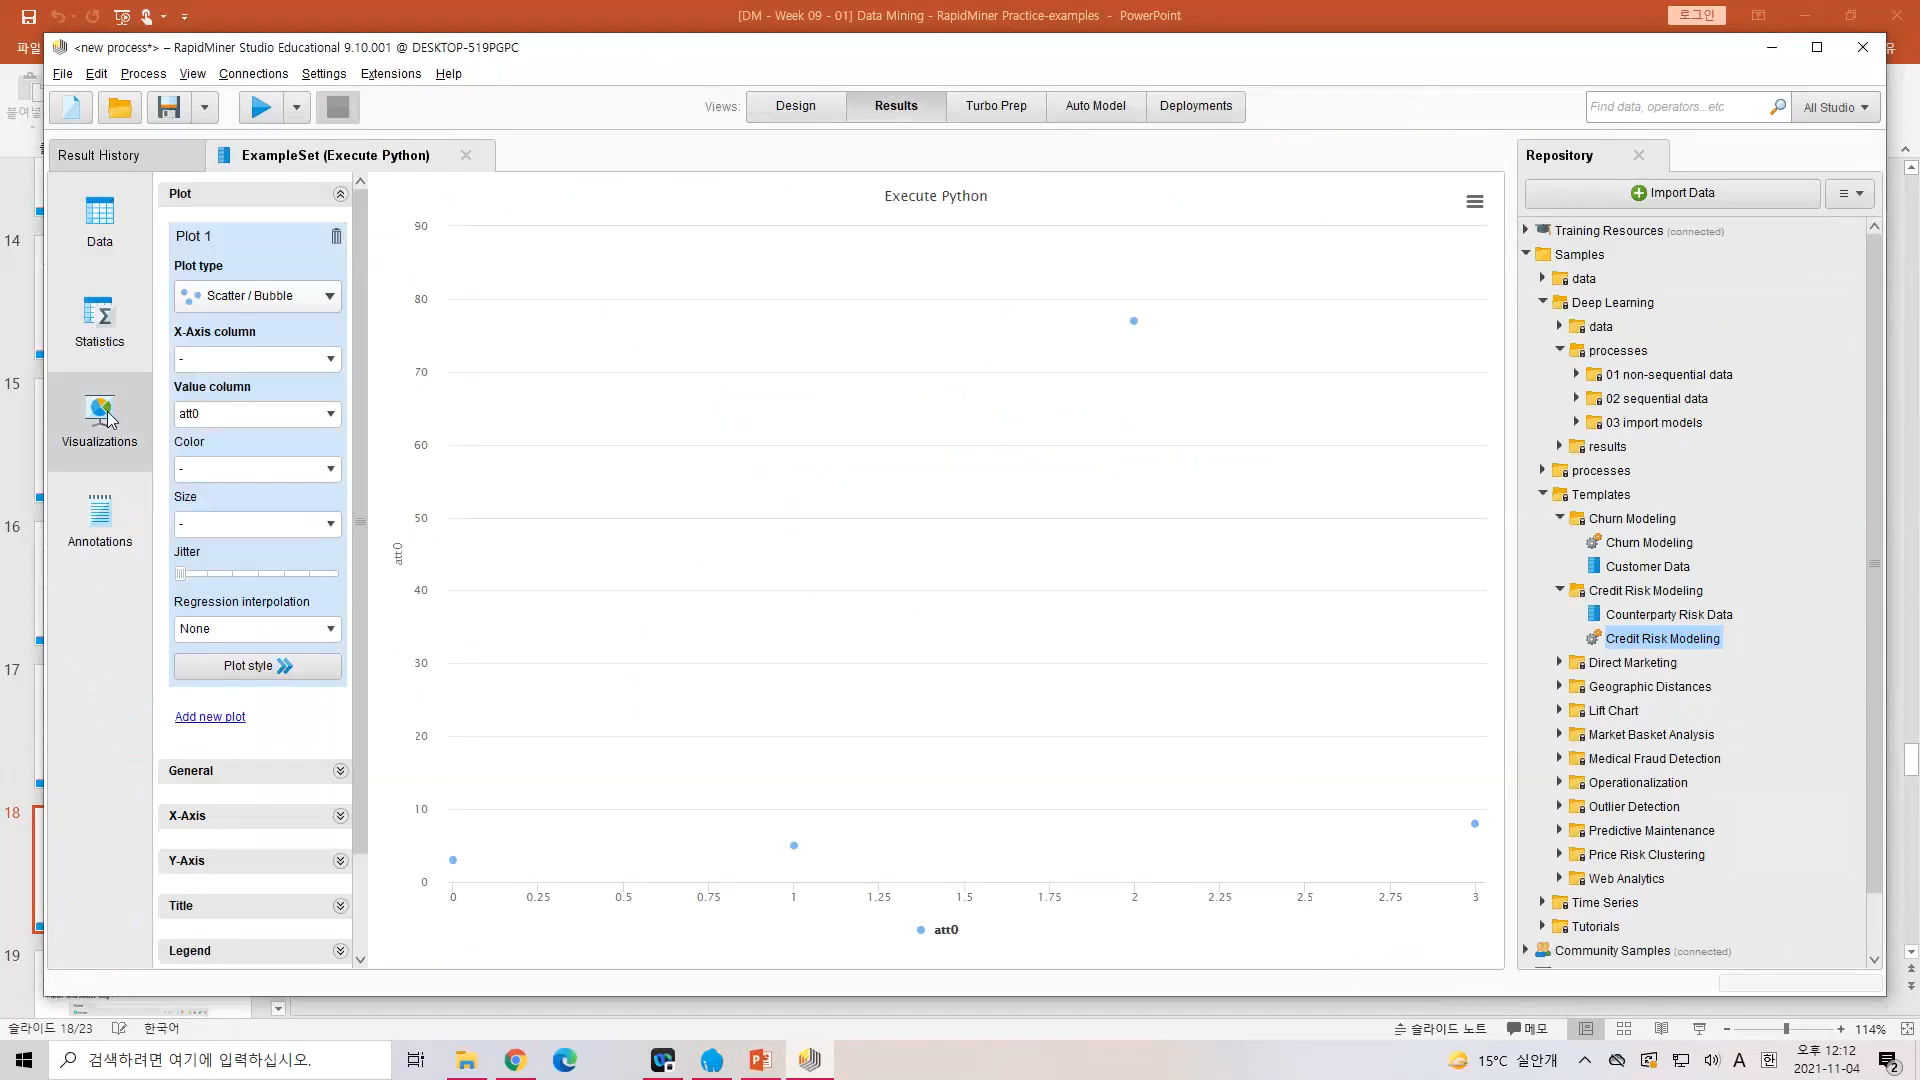 [DM - Week 09 - 01] Data Mining - RapidMiner Practice-examples - PowerPoint
로그인
파일
<new process*> – RapidMiner Studio Educational 9.10.001 @ DESKTOP-519PGPC
File Edit Process View Connections Settings Extensions Help
Views: Design Results Turbo Prep Auto Model Deployments
Find data, operators...etc
All Studio
Result History
ExampleSet (Execute Python)
Data
Statistics
Visualizations
Annotations
Plot
Plot 1
Plot type
Scatter / Bubble
X-Axis column
-
Value column
att0
Color
-
Size
-
Jitter
Regression interpolation
None
Plot style
Add new plot
General
X-Axis
Y-Axis
Title
Legend
Execute Python
90
80
70
60
50
40
30
20
10
0
att0
0 0.25 0.5 0.75 1 1.25 1.5 1.75 2 2.25 2.5 2.75 3
att0
Repository
Import Data
Training Resources (connected)
Samples
data
Deep Learning
data
processes
01 non-sequential data
02 sequential data
03 import models
results
processes
Templates
Churn Modeling
Churn Modeling
Customer Data
Credit Risk Modeling
Counterparty Risk Data
Credit Risk Modeling
Direct Marketing
Geographic Distances
Lift Chart
Market Basket Analysis
Medical Fraud Detection
Operationalization
Outlier Detection
Predictive Maintenance
Price Risk Clustering
Web Analytics
Time Series
Tutorials
Community Samples (connected)
14
15
16
17
18
19
슬라이드 18/23
한국어
슬라이드 노트
메모
114%
검색하려면 여기에 입력하십시오.
15°C 실안개
A
한
오후 12:12
2021-11-04
2